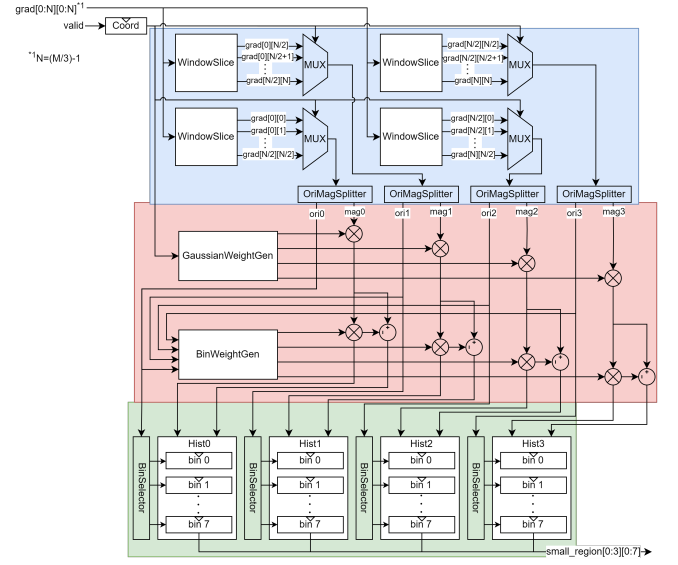 grad[0:N][0:N]*1
valid
Coord
*1N=(M/3)-1
WindowSlice
grad[0][N/2]
grad[0][N/2+1]
grad[N/2][N]
MUX
WindowSlice
grad[N/2][N/2]
grad[N/2][N/2+1]
grad[N][N]
MUX
WindowSlice
grad[0][0]
grad[0][1]
grad[N/2][N/2]
MUX
WindowSlice
grad[N/2][0]
grad[N/2][1]
grad[N][N/2]
MUX
OriMagSplitter
OriMagSplitter
OriMagSplitter
OriMagSplitter
ori0
mag0
ori1
mag1
ori2
mag2
ori3
mag3
GaussianWeightGen
BinWeightGen
- +
- +
- +
- +
BinSelector
Hist0
bin 0
bin 1
bin 7
BinSelector
Hist1
bin 0
bin 1
bin 7
BinSelector
Hist2
bin 0
bin 1
bin 7
BinSelector
Hist3
bin 0
bin 1
bin 7
small_region[0:3][0:7]